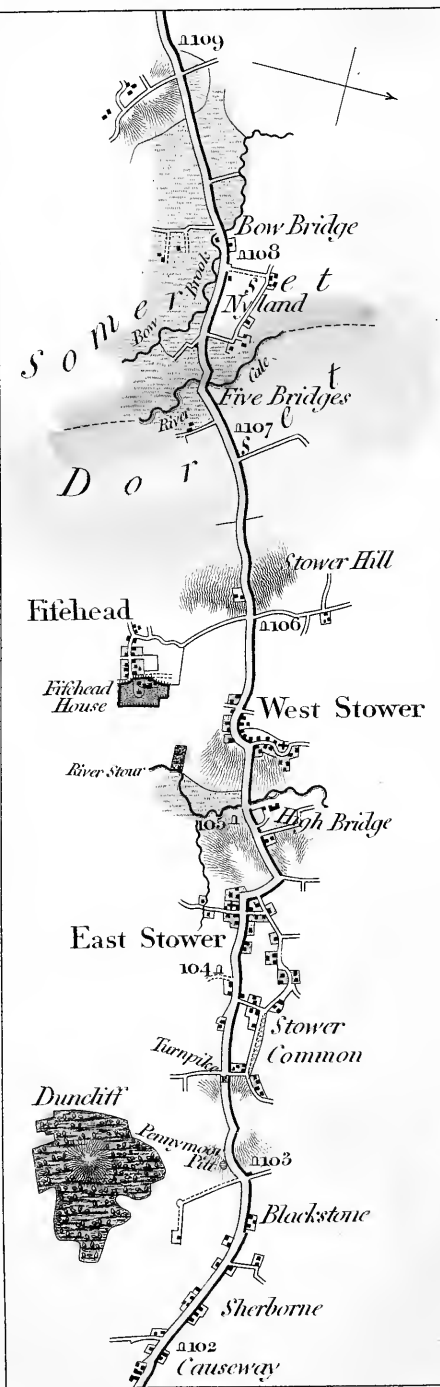 109
Bow Bridge
108
Bow Brook
Nyland
Somerset
River Cale
Five Bridges
107
Dorset
Stower Hill
Fifehead
106
Fifehead
House
West Stower
River Stour
105
High Bridge
East Stower
104
Stower
Common
Turnpike
Duncliff
Pennymoor
Pitt
103
Blackstone
Sherborne
102
Causeway